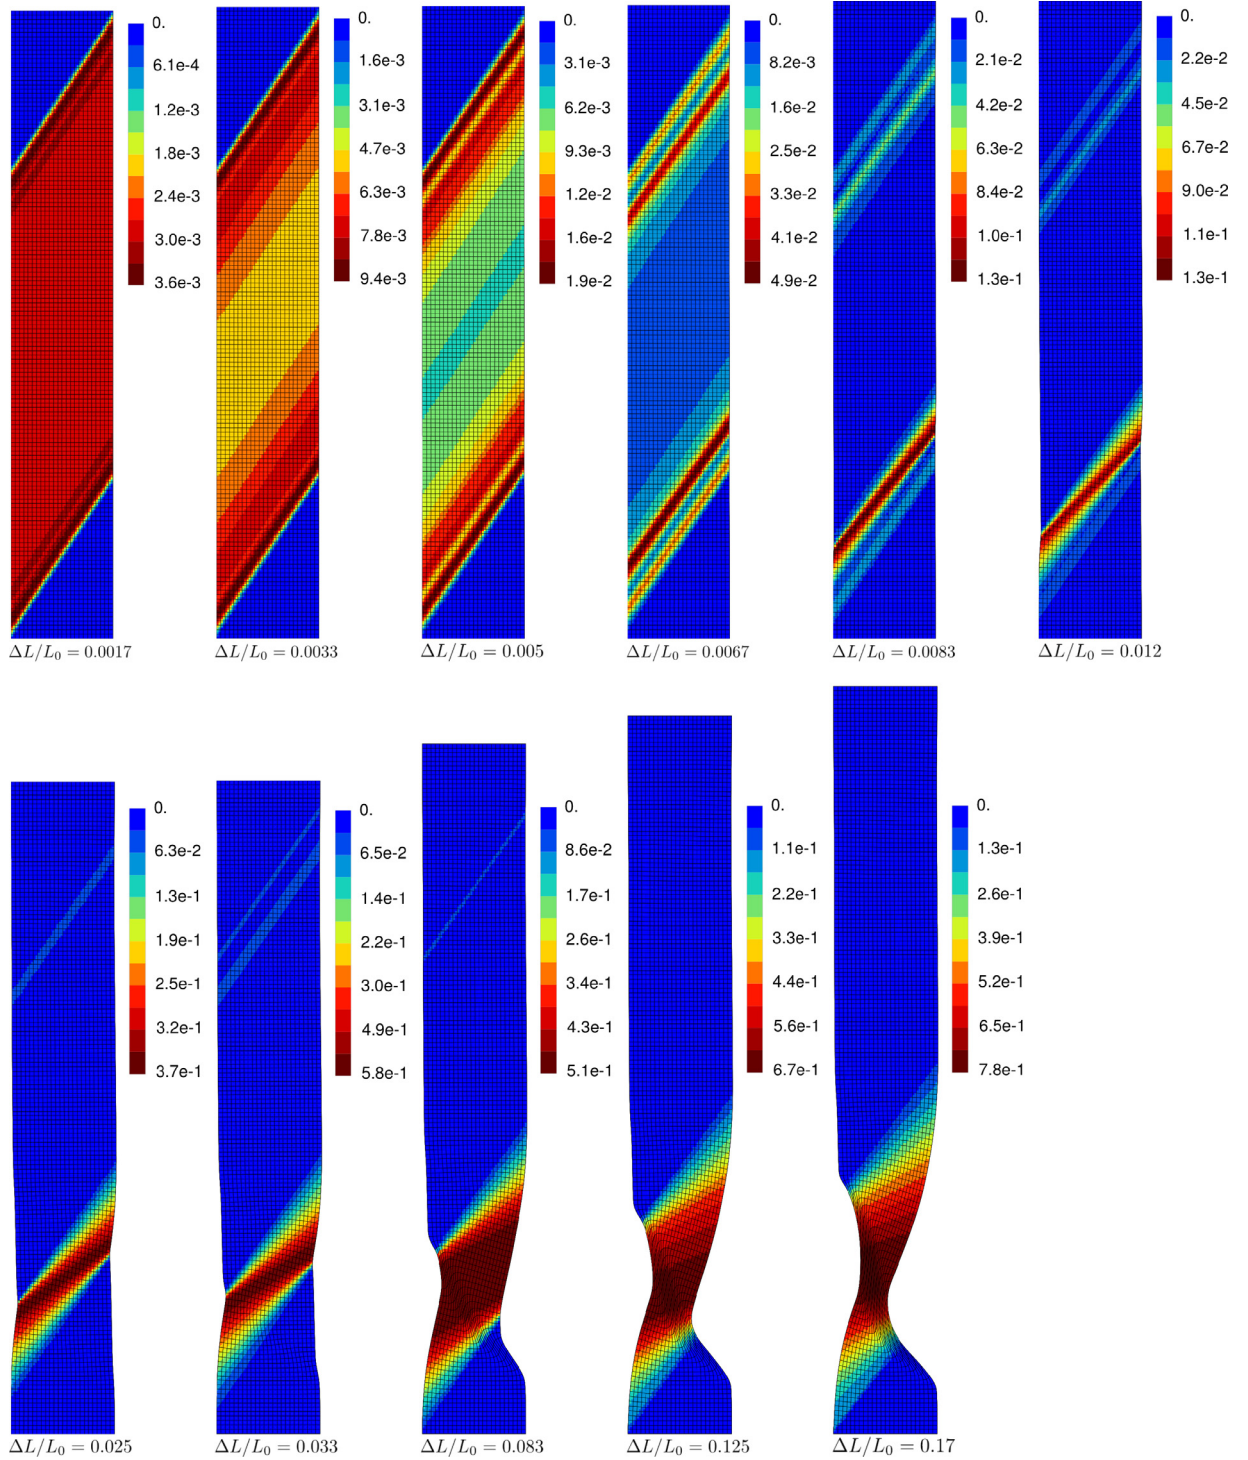 0.
6.1e-4
1.2e-3
1.8e-3
2.4e-3
3.0e-3
3.6e-3
ΔL/L₀ = 0.0017
0.
1.6e-3
3.1e-3
4.7e-3
6.3e-3
7.8e-3
9.4e-3
ΔL/L₀ = 0.0033
0.
3.1e-3
6.2e-3
9.3e-3
1.2e-2
1.6e-2
1.9e-2
ΔL/L₀ = 0.005
0.
8.2e-3
1.6e-2
2.5e-2
3.3e-2
4.1e-2
4.9e-2
ΔL/L₀ = 0.0067
0.
2.1e-2
4.2e-2
6.3e-2
8.4e-2
1.0e-1
1.3e-1
ΔL/L₀ = 0.0083
0.
2.2e-2
4.5e-2
6.7e-2
9.0e-2
1.1e-1
1.3e-1
ΔL/L₀ = 0.012
0.
6.3e-2
1.3e-1
1.9e-1
2.5e-1
3.2e-1
3.7e-1
ΔL/L₀ = 0.025
0.
6.5e-2
1.4e-1
2.2e-1
3.0e-1
4.9e-1
5.8e-1
ΔL/L₀ = 0.033
0.
8.6e-2
1.7e-1
2.6e-1
3.4e-1
4.3e-1
5.1e-1
ΔL/L₀ = 0.083
0.
1.1e-1
2.2e-1
3.3e-1
4.4e-1
5.6e-1
6.7e-1
ΔL/L₀ = 0.125
0.
1.3e-1
2.6e-1
3.9e-1
5.2e-1
6.5e-1
7.8e-1
ΔL/L₀ = 0.17